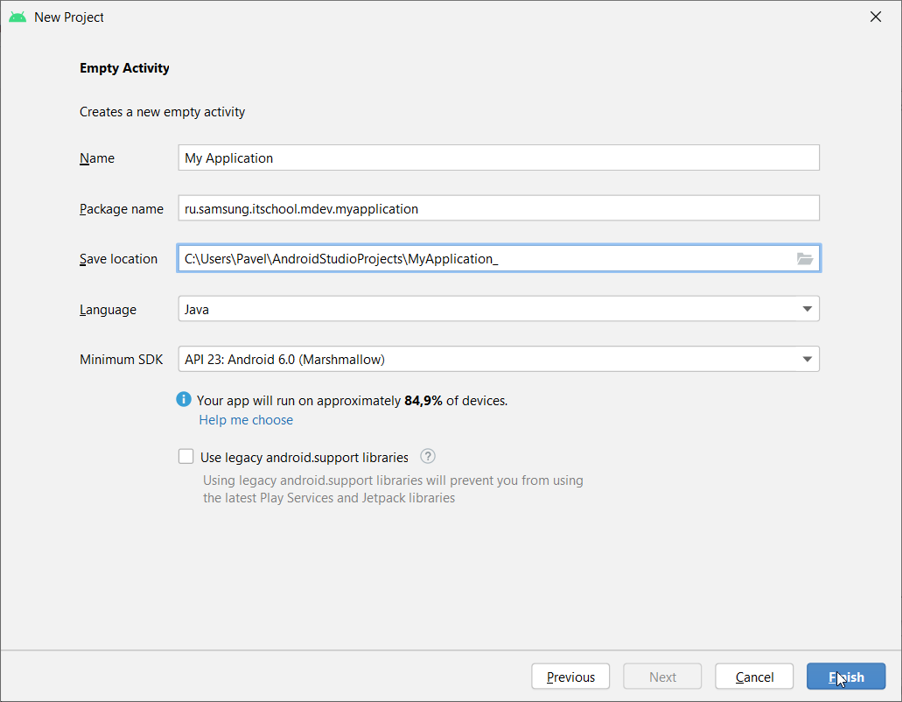 New Project
Empty Activity
Creates a new empty activity
Name My Application
Package name ru.samsung.itschool.mdev.myapplication
Save location C:\Users\Pavel\AndroidStudioProjects\MyApplication_
Language Java
Minimum SDK API 23: Android 6.0 (Marshmallow)
Your app will run on approximately 84,9% of devices.
Help me choose
Use legacy android.support libraries ?
Using legacy android.support libraries will prevent you from using
the latest Play Services and Jetpack libraries
Previous Next Cancel Finish